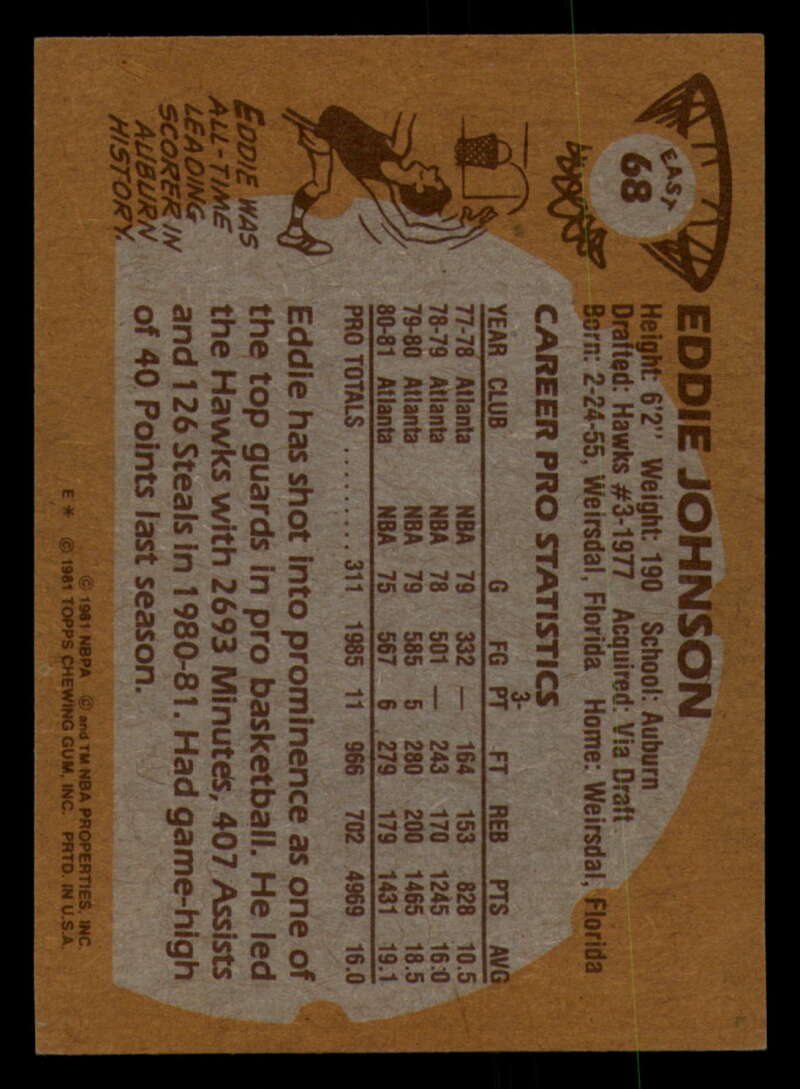 EAST
68
EDDIE JOHNSON
Height: 6'2" Weight: 190 School: Auburn
Drafted: Hawks #3-1977 Acquired: Via Draft
Born: 2-24-55, Weirsdal, Florida Home: Weirsdal, Florida
CAREER PRO STATISTICS
3-
YEAR CLUB G FG PT FT REB PTS AVG
77-78 Atlanta NBA 79 332 — 164 153 828 10.5
78-79 Atlanta NBA 78 501 — 243 170 1245 16.0
79-80 Atlanta NBA 79 585 5 280 200 1465 18.5
80-81 Atlanta NBA 75 567 6 279 179 1431 19.1
PRO TOTALS ......... 311 1985 11 966 702 4969 16.0
EDDIE WAS
ALL-TIME
LEADING
SCORER IN
AUBURN
HISTORY.
Eddie has shot into prominence as one of
the top guards in pro basketball. He led
the Hawks with 2693 Minutes, 407 Assists
and 126 Steals in 1980-81. Had game-high
of 40 Points last season.
© 1981 NBPA © and TM NBA PROPERTIES, INC.
E* © 1981 TOPPS CHEWING GUM, INC. PRTD. IN U.S.A.